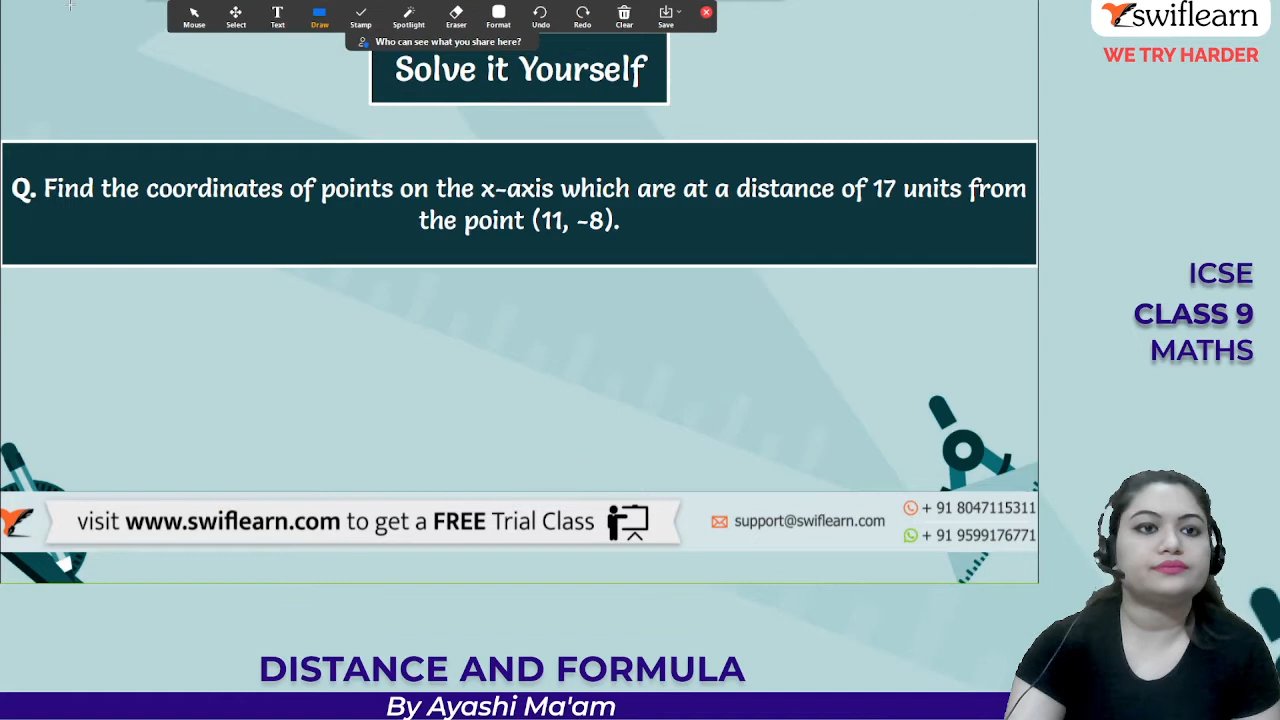 Mouse Select Text Draw Stamp Spotlight Eraser Format Undo Redo Clear Save
Who can see what you share here?
swiflearn
WE TRY HARDER
Solve it Yourself
Q. Find the coordinates of points on the x-axis which are at a distance of 17 units from
the point (11, -8).
ICSE
CLASS 9
MATHS
visit www.swiflearn.com to get a FREE Trial Class
support@swiflearn.com
+ 91 8047115311
+ 91 9599176771
DISTANCE AND FORMULA
By Ayashi Ma'am